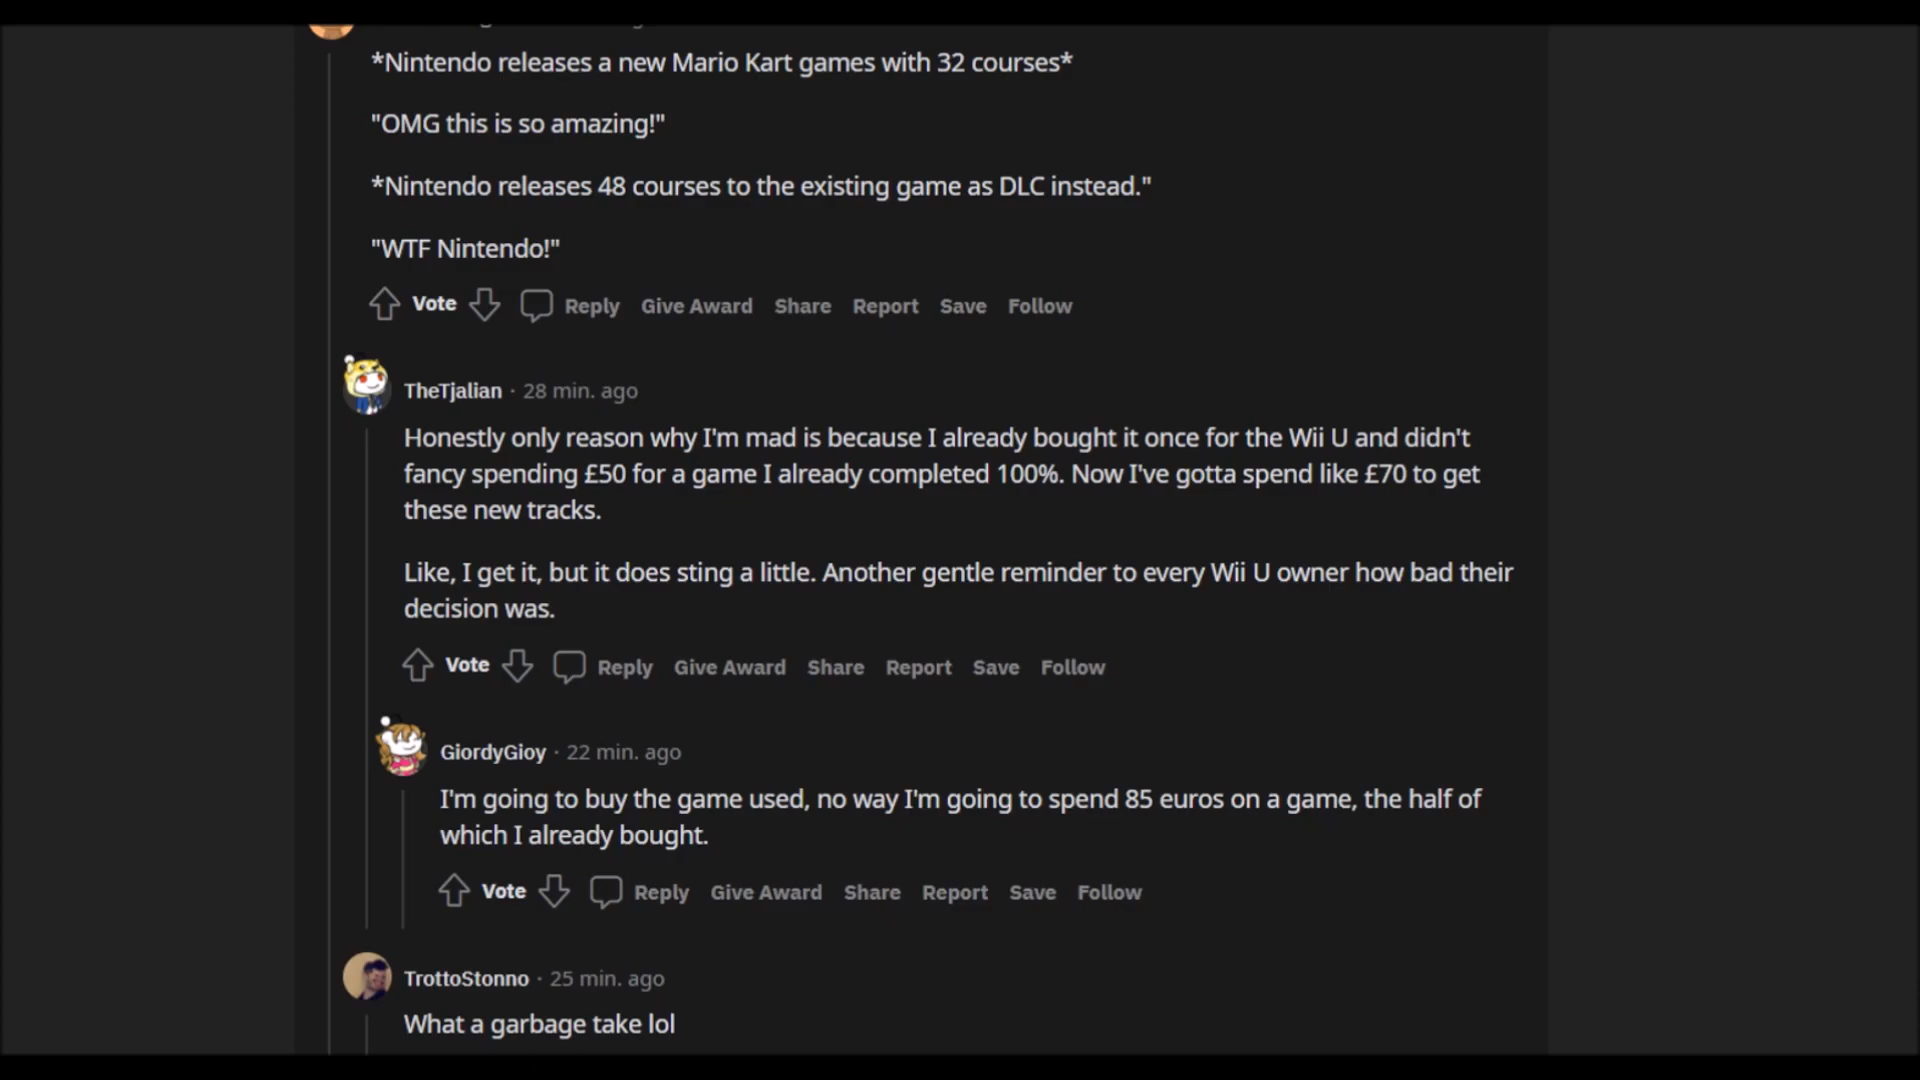 *Nintendo releases a new Mario Kart games with 32 courses*
"OMG this is so amazing!"
*Nintendo releases 48 courses to the existing game as DLC instead."
"WTF Nintendo!"
Vote Reply Give Award Share Report Save Follow
TheTjalian · 28 min. ago
Honestly only reason why I'm mad is because I already bought it once for the Wii U and didn't
fancy spending £50 for a game I already completed 100%. Now I've gotta spend like £70 to get
these new tracks.
Like, I get it, but it does sting a little. Another gentle reminder to every Wii U owner how bad their
decision was.
Vote Reply Give Award Share Report Save Follow
GiordyGioy · 22 min. ago
I'm going to buy the game used, no way I'm going to spend 85 euros on a game, the half of
which I already bought.
Vote Reply Give Award Share Report Save Follow
TrottoStonno · 25 min. ago
What a garbage take lol